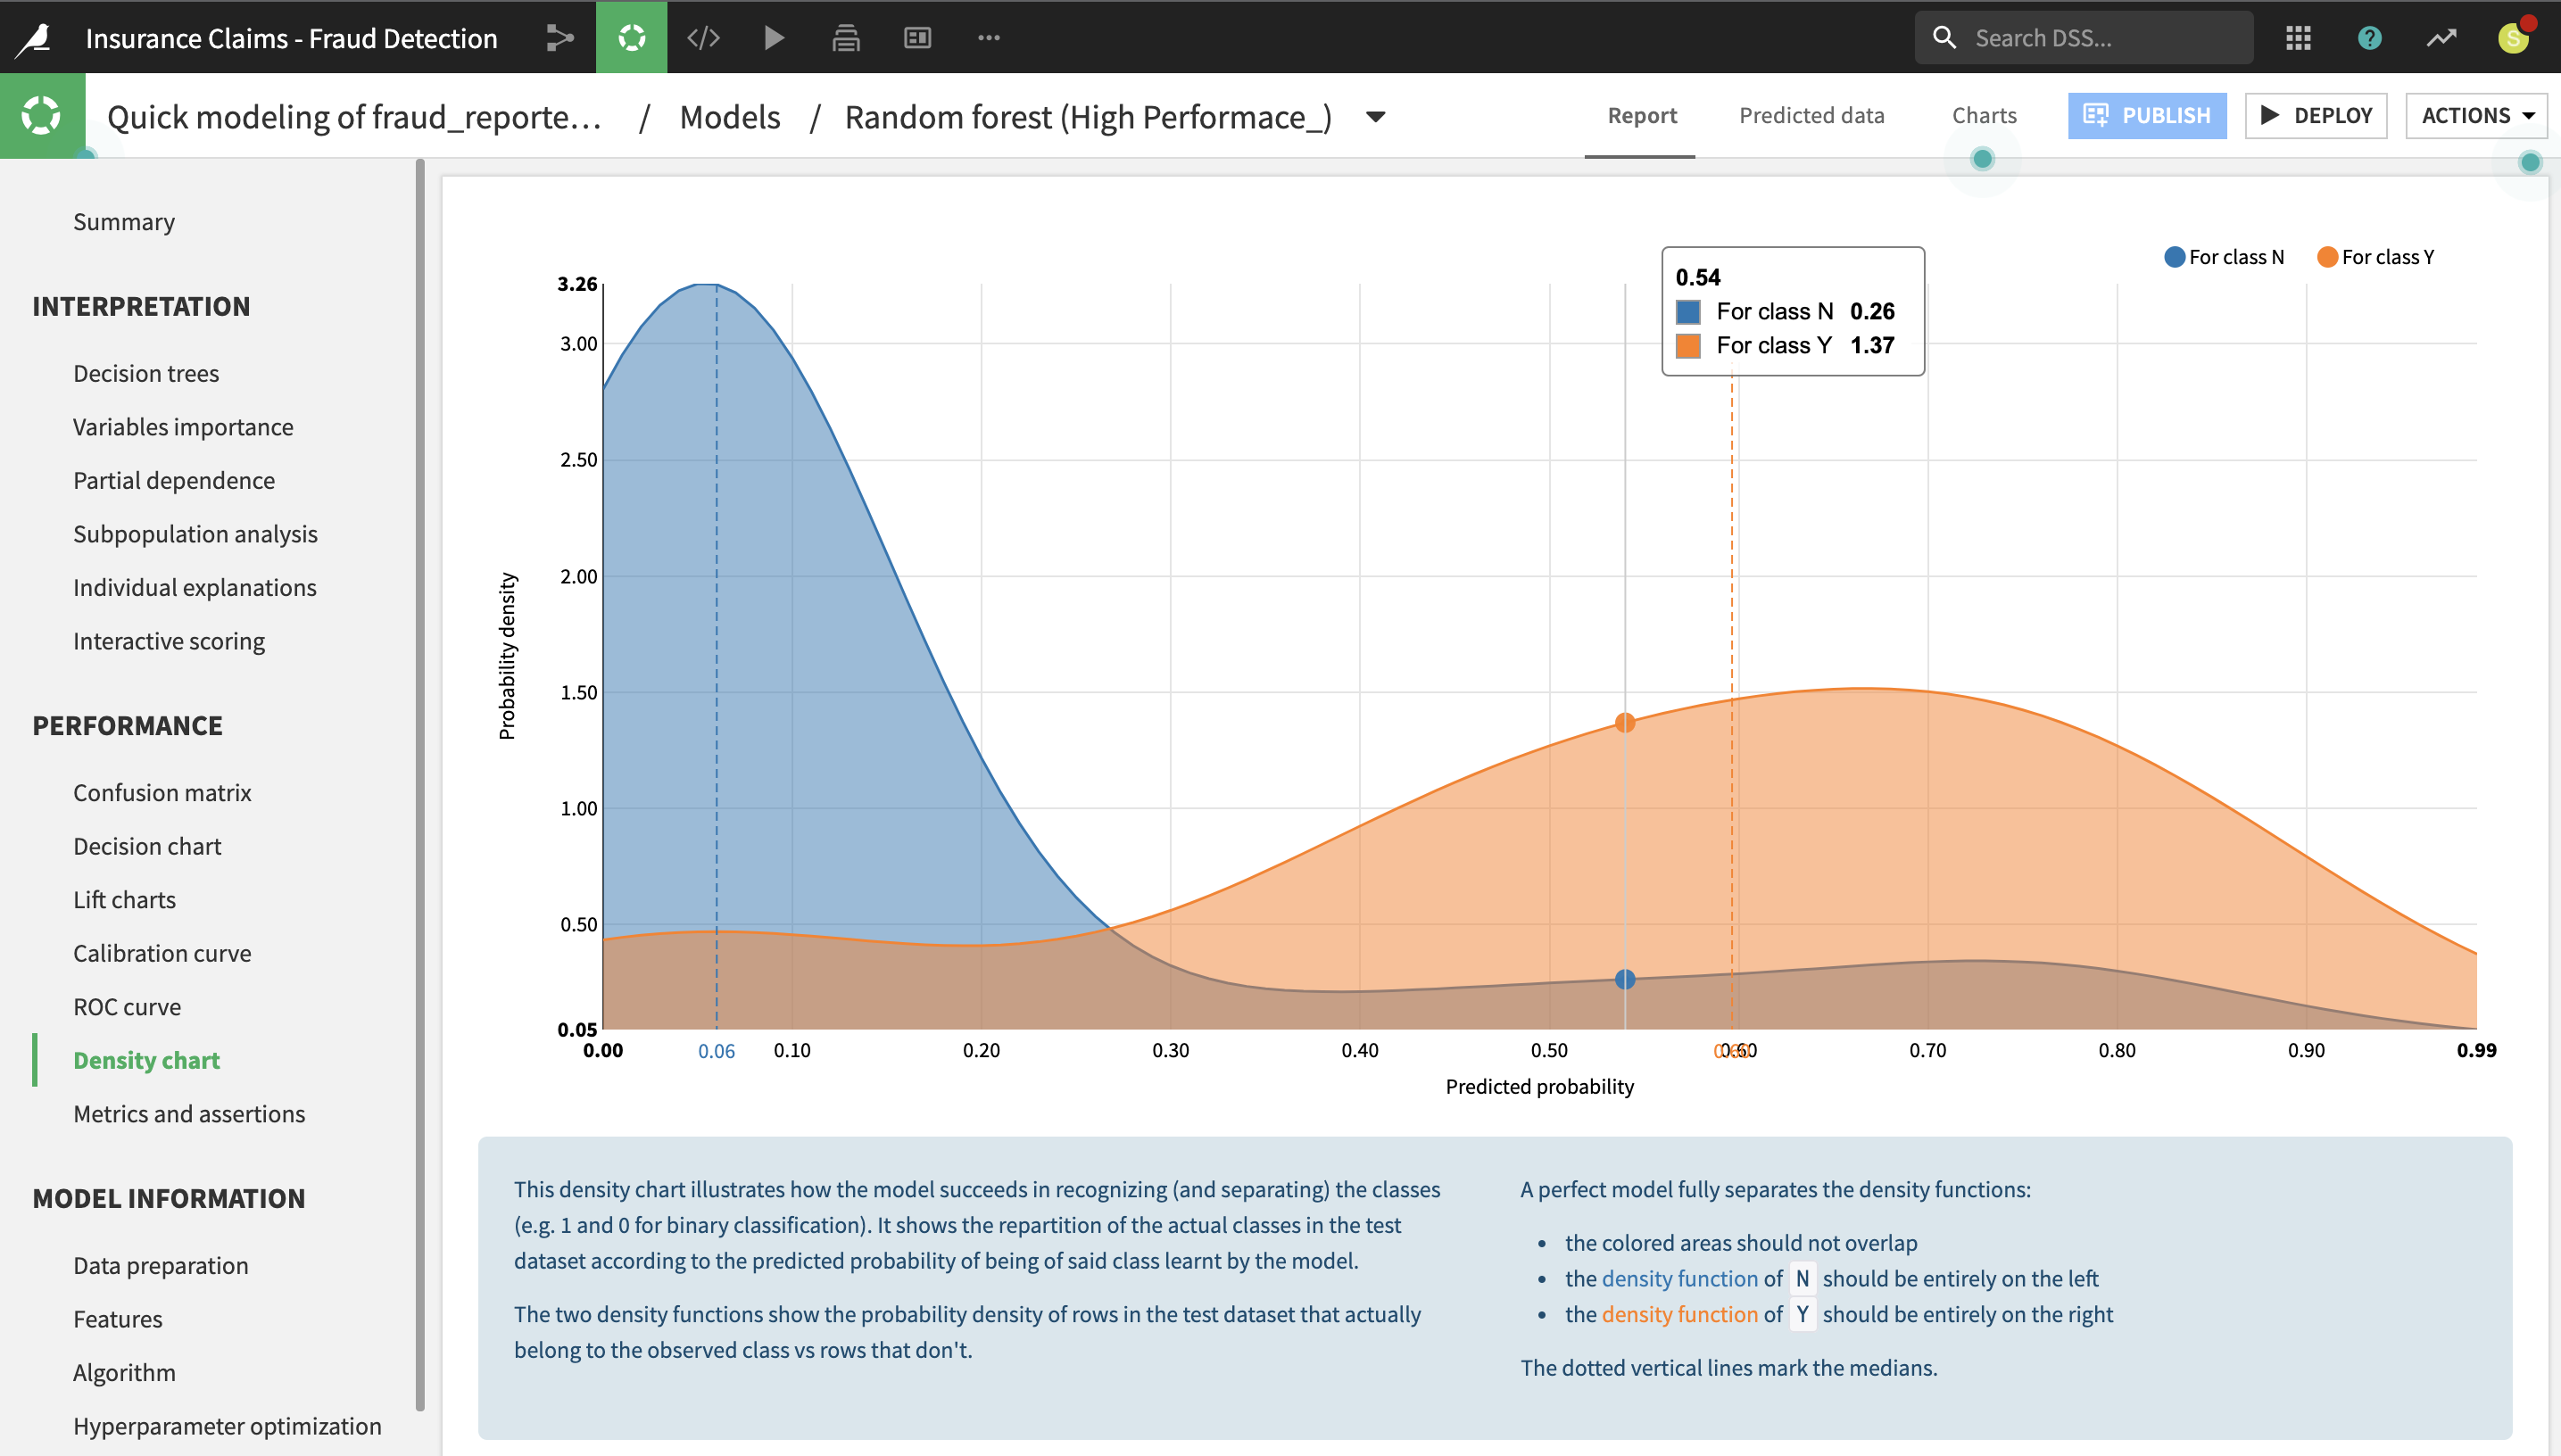 Insurance Claims - Fraud Detection
Search DSS...
S
Quick modeling of fraud_reporte... / Models / Random forest (High Performace_)
Report
Predicted data
Charts
PUBLISH
DEPLOY
ACTIONS
Summary
INTERPRETATION
Decision trees
Variables importance
Partial dependence
Subpopulation analysis
Individual explanations
Interactive scoring
PERFORMANCE
Confusion matrix
Decision chart
Lift charts
Calibration curve
ROC curve
Density chart
Metrics and assertions
MODEL INFORMATION
Data preparation
Features
Algorithm
Hyperparameter optimization
For class N
For class Y
0.54
For class N 0.26
For class Y 1.37
Probability density
3.26
3.00
2.50
2.00
1.50
1.00
0.50
0.05
0.00
0.06
0.10
0.20
0.30
0.40
0.50
0.60
0.60
0.70
0.80
0.90
0.99
Predicted probability
This density chart illustrates how the model succeeds in recognizing (and separating) the classes
(e.g. 1 and 0 for binary classification). It shows the repartition of the actual classes in the test
dataset according to the predicted probability of being of said class learnt by the model.
The two density functions show the probability density of rows in the test dataset that actually
belong to the observed class vs rows that don't.
A perfect model fully separates the density functions:
• the colored areas should not overlap
• the density function of N should be entirely on the left
• the density function of Y should be entirely on the right
The dotted vertical lines mark the medians.